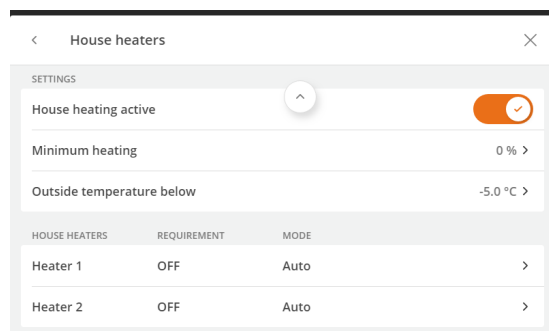 House heaters
SETTINGS
House heating active
Minimum heating 0 %
Outside temperature below -5.0 °C
HOUSE HEATERS REQUIREMENT MODE
Heater 1 OFF Auto
Heater 2 OFF Auto